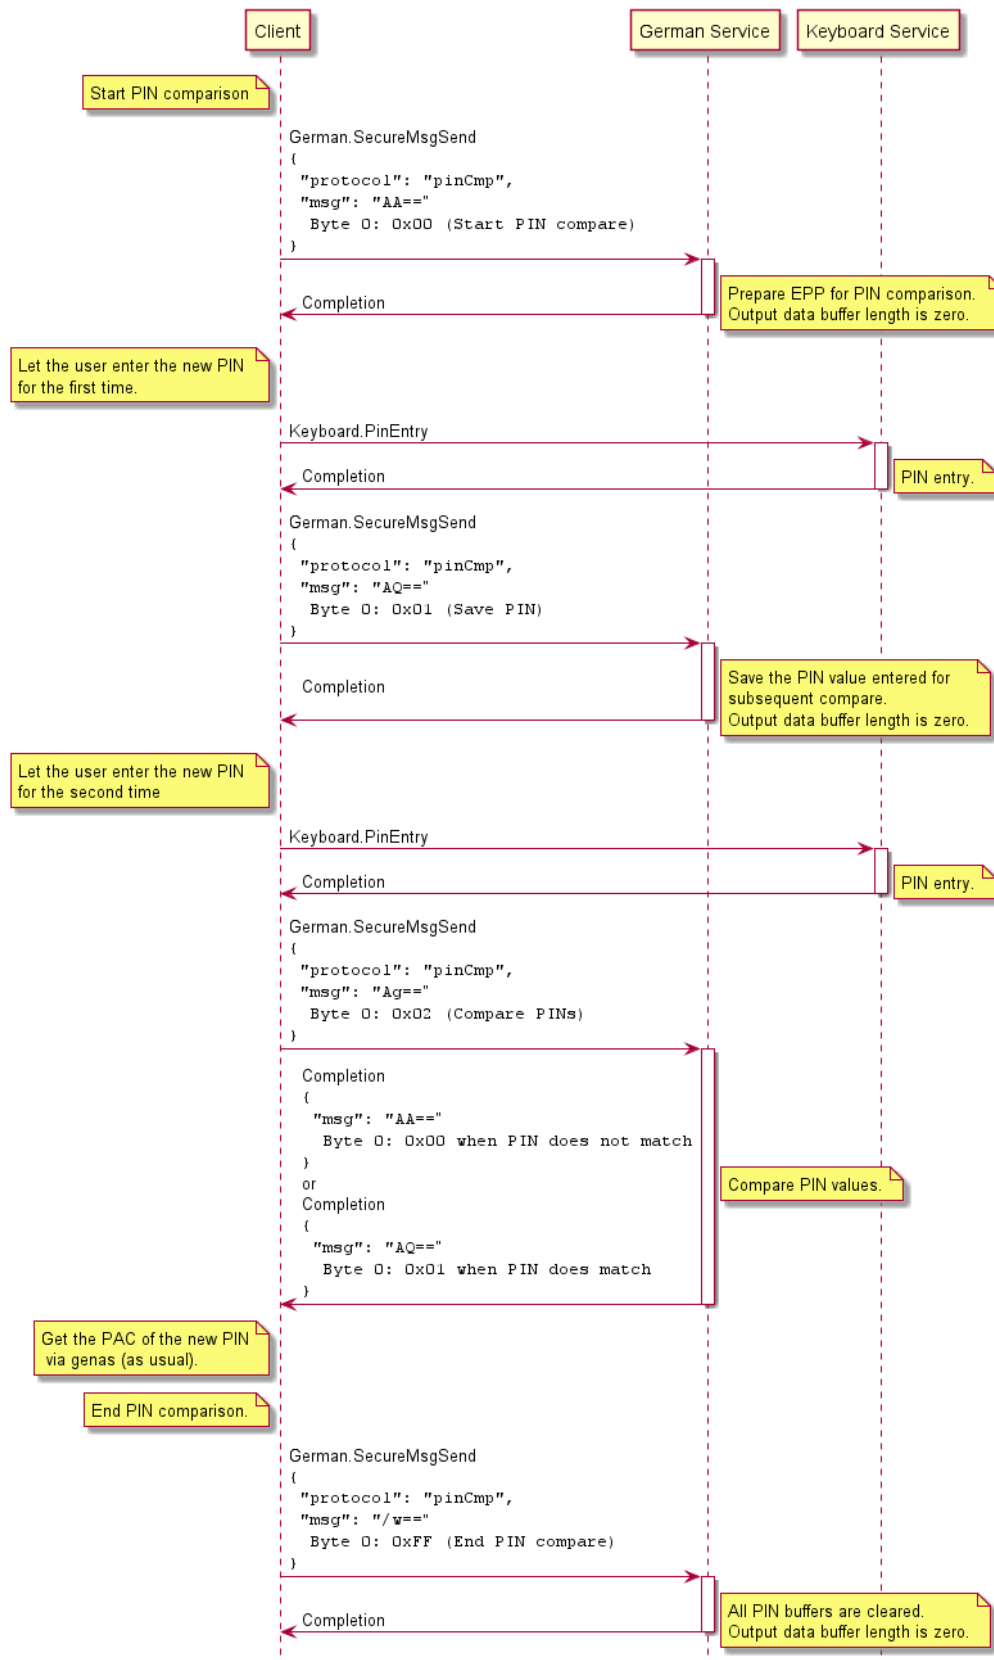 Client
German Service
Keyboard Service
Start PIN comparison
German.SecureMsgSend
{
"protocol": "pinCmp",
"msg": "AA=="
Byte 0: 0x00 (Start PIN compare)
}
Prepare EPP for PIN comparison.
Output data buffer length is zero.
Completion
Let the user enter the new PIN
for the first time.
Keyboard.PinEntry
Completion
PIN entry.
German.SecureMsgSend
{
"protocol": "pinCmp",
"msg": "AQ=="
Byte 0: 0x01 (Save PIN)
}
Completion
Save the PIN value entered for
subsequent compare.
Output data buffer length is zero.
Let the user enter the new PIN
for the second time
Keyboard.PinEntry
Completion
PIN entry.
German.SecureMsgSend
{
"protocol": "pinCmp",
"msg": "Ag=="
Byte 0: 0x02 (Compare PINs)
}
Completion
{
"msg": "AA=="
Byte 0: 0x00 when PIN does not match
}
or
Completion
{
"msg": "AQ=="
Byte 0: 0x01 when PIN does match
}
Compare PIN values.
Get the PAC of the new PIN
via genas (as usual).
End PIN comparison.
German.SecureMsgSend
{
"protocol": "pinCmp",
"msg": "/w=="
Byte 0: 0xFF (End PIN compare)
}
Completion
All PIN buffers are cleared.
Output data buffer length is zero.